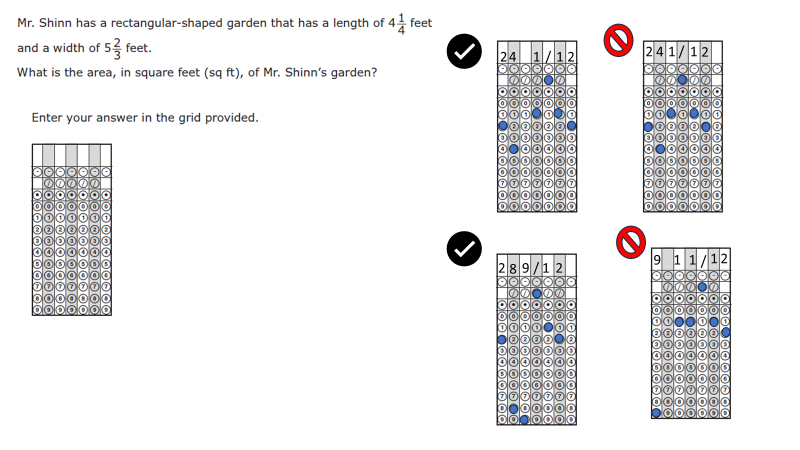 Mr. Shinn has a rectangular-shaped garden that has a length of 4 1/4 feet
and a width of 5 2/3 feet.
What is the area, in square feet (sq ft), of Mr. Shinn's garden?
Enter your answer in the grid provided.
24 1/12
241/12
289/12
9 11/12